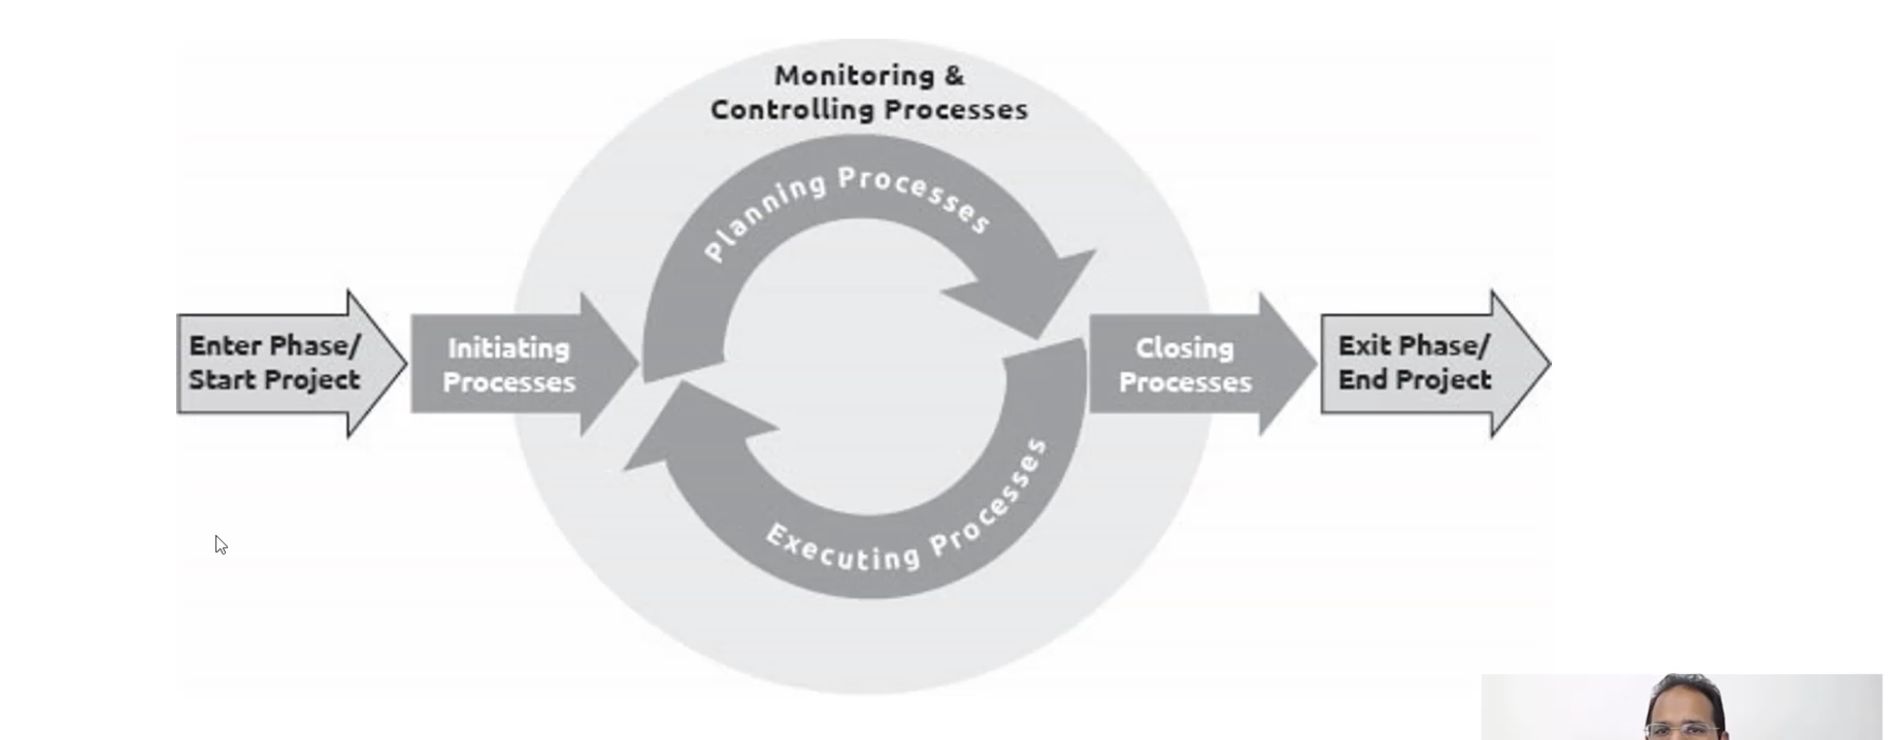 Monitoring &
Controlling Processes
Planning Processes
Enter Phase/
Start Project
Initiating
Processes
Closing
Processes
Exit Phase/
End Project
Executing Processes